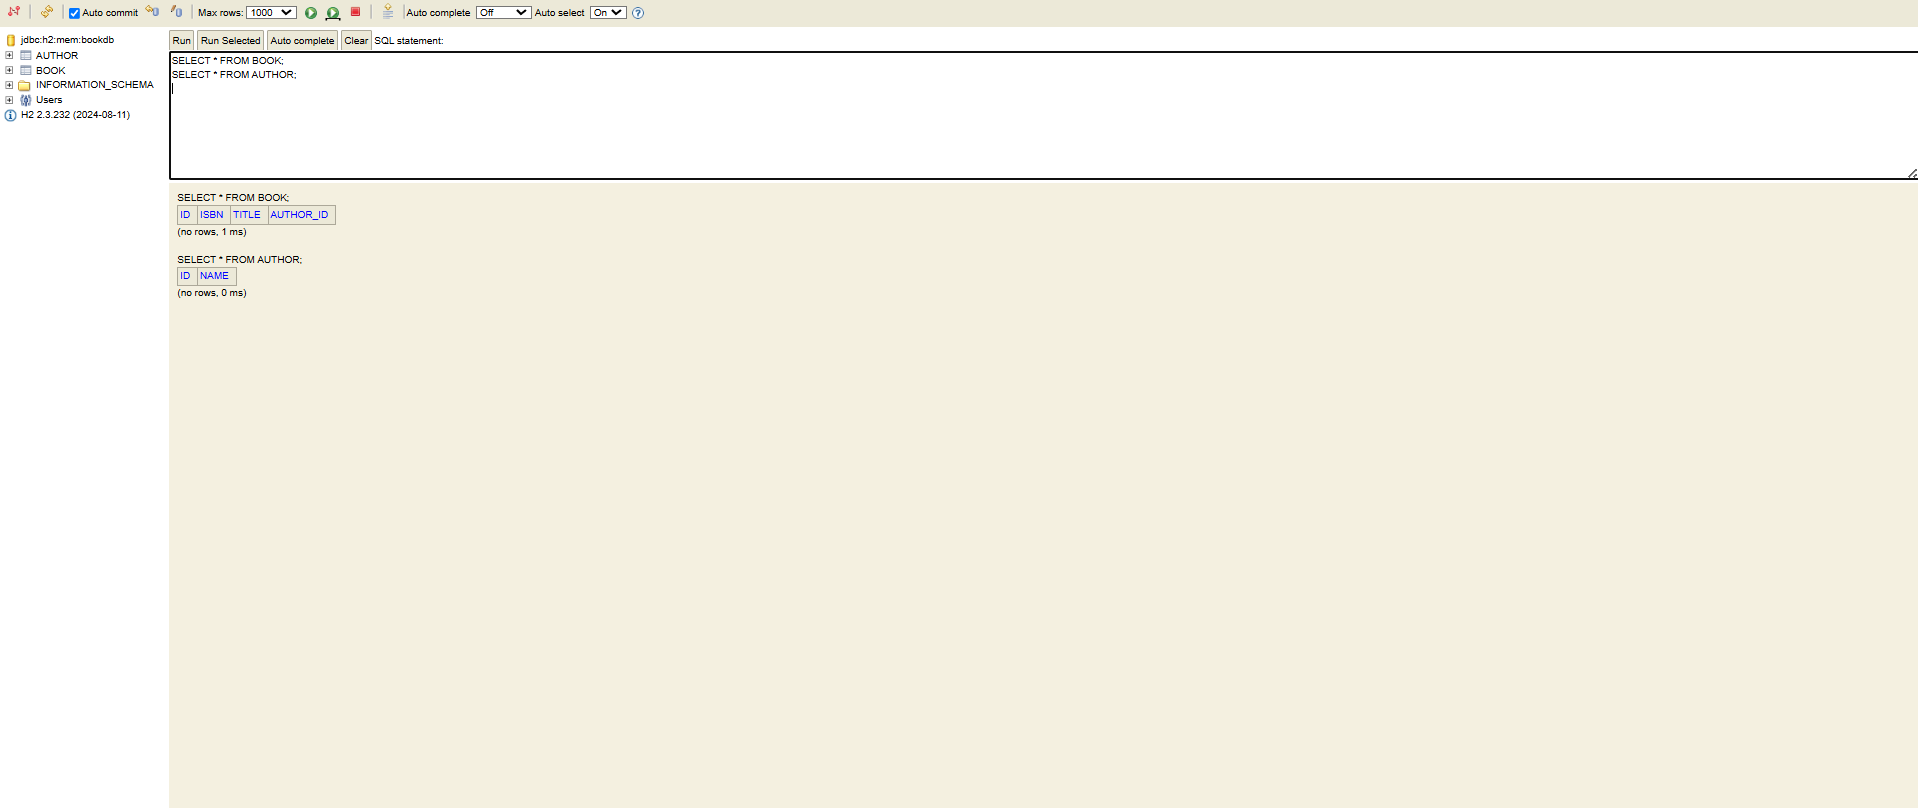 Auto commit Max rows: 1000 Auto complete Off Auto select On ?
jdbc:h2:mem:bookdb
AUTHOR
BOOK
INFORMATION_SCHEMA
Users
H2 2.3.232 (2024-08-11)
Run Run Selected Auto complete Clear SQL statement:
SELECT * FROM BOOK;
SELECT * FROM AUTHOR;
SELECT * FROM BOOK;
ID ISBN TITLE AUTHOR_ID
(no rows, 1 ms)
SELECT * FROM AUTHOR;
ID NAME
(no rows, 0 ms)